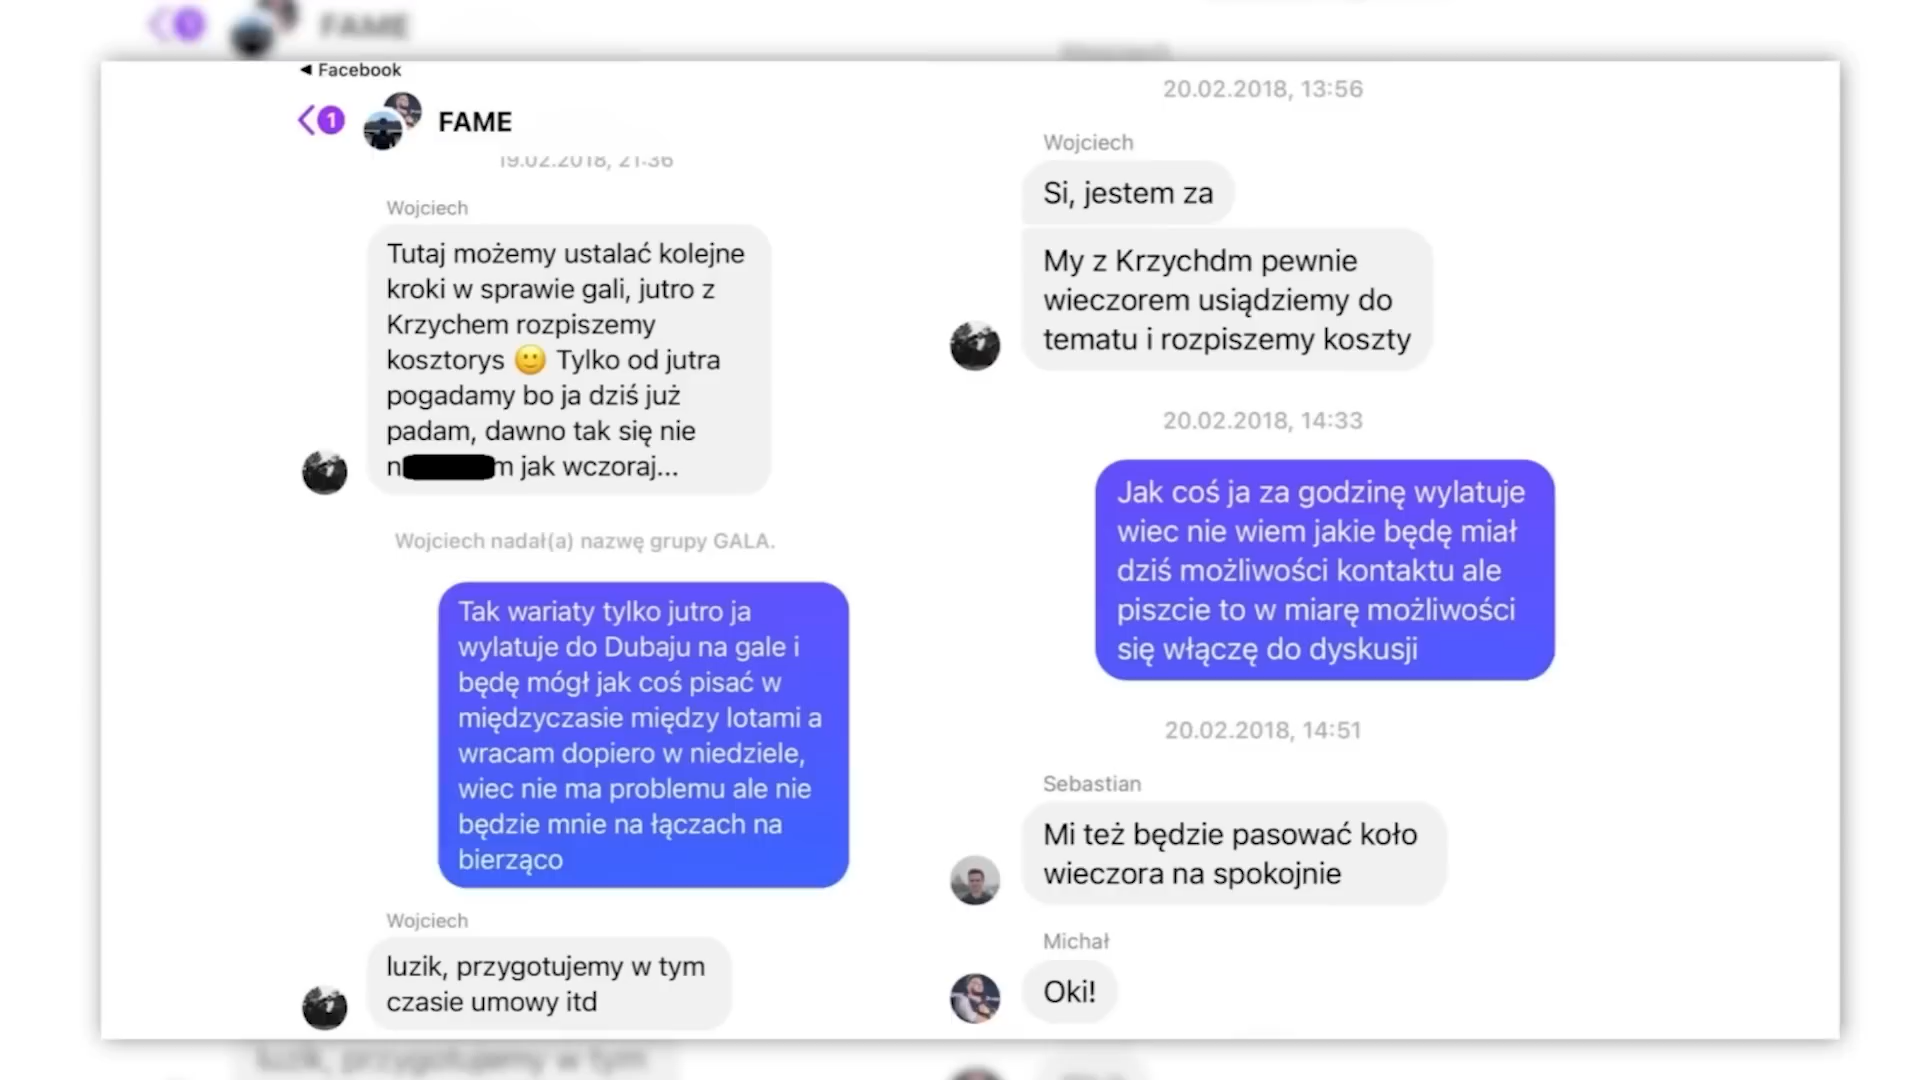 FAME
◄ Facebook
1
FAME
19.02.2018, 21:36
Wojciech
Tutaj możemy ustalać kolejne
kroki w sprawie gali, jutro z
Krzychem rozpiszemy
kosztorys 🙂 Tylko od jutra
pogadamy bo ja dziś już
padam, dawno tak się nie
n m jak wczoraj...
Wojciech nadał(a) nazwę grupy GALA.
Tak wariaty tylko jutro ja
wylatuje do Dubaju na gale i
będę mógł jak coś pisać w
międzyczasie między lotami a
wracam dopiero w niedziele,
wiec nie ma problemu ale nie
będzie mnie na łączach na
bierząco
Wojciech
luzik, przygotujemy w tym
czasie umowy itd
luzik, przygotujemy w tym
20.02.2018, 13:56
Wojciech
Si, jestem za
My z Krzychdm pewnie
wieczorem usiądziemy do
tematu i rozpiszemy koszty
20.02.2018, 14:33
Jak coś ja za godzinę wylatuje
wiec nie wiem jakie będę miał
dziś możliwości kontaktu ale
piszcie to w miarę możliwości
się włączę do dyskusji
20.02.2018, 14:51
Sebastian
Mi też będzie pasować koło
wieczora na spokojnie
Michał
Oki!